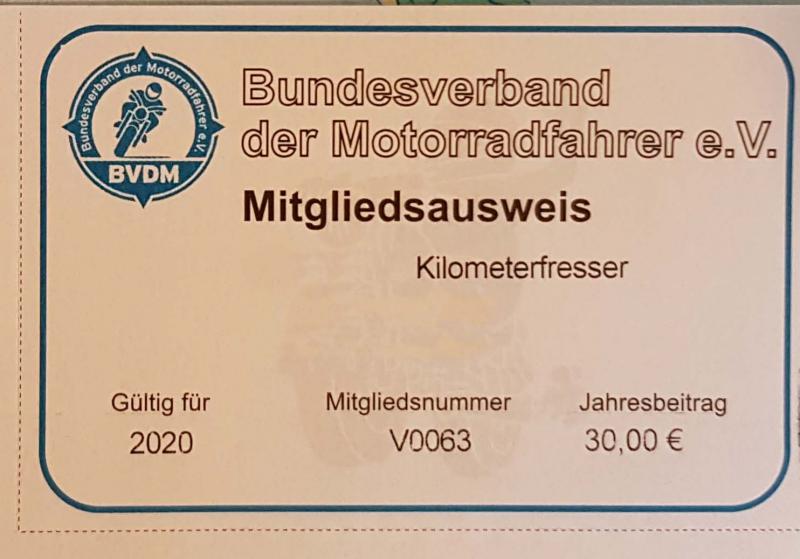 Bundesverband der Motorradfahrer e.V.
BVDM
Bundesverband
der Motorradfahrer e.V.
Mitgliedsausweis
Kilometerfresser
Gültig für Mitgliedsnummer Jahresbeitrag
2020 V0063 30,00 €